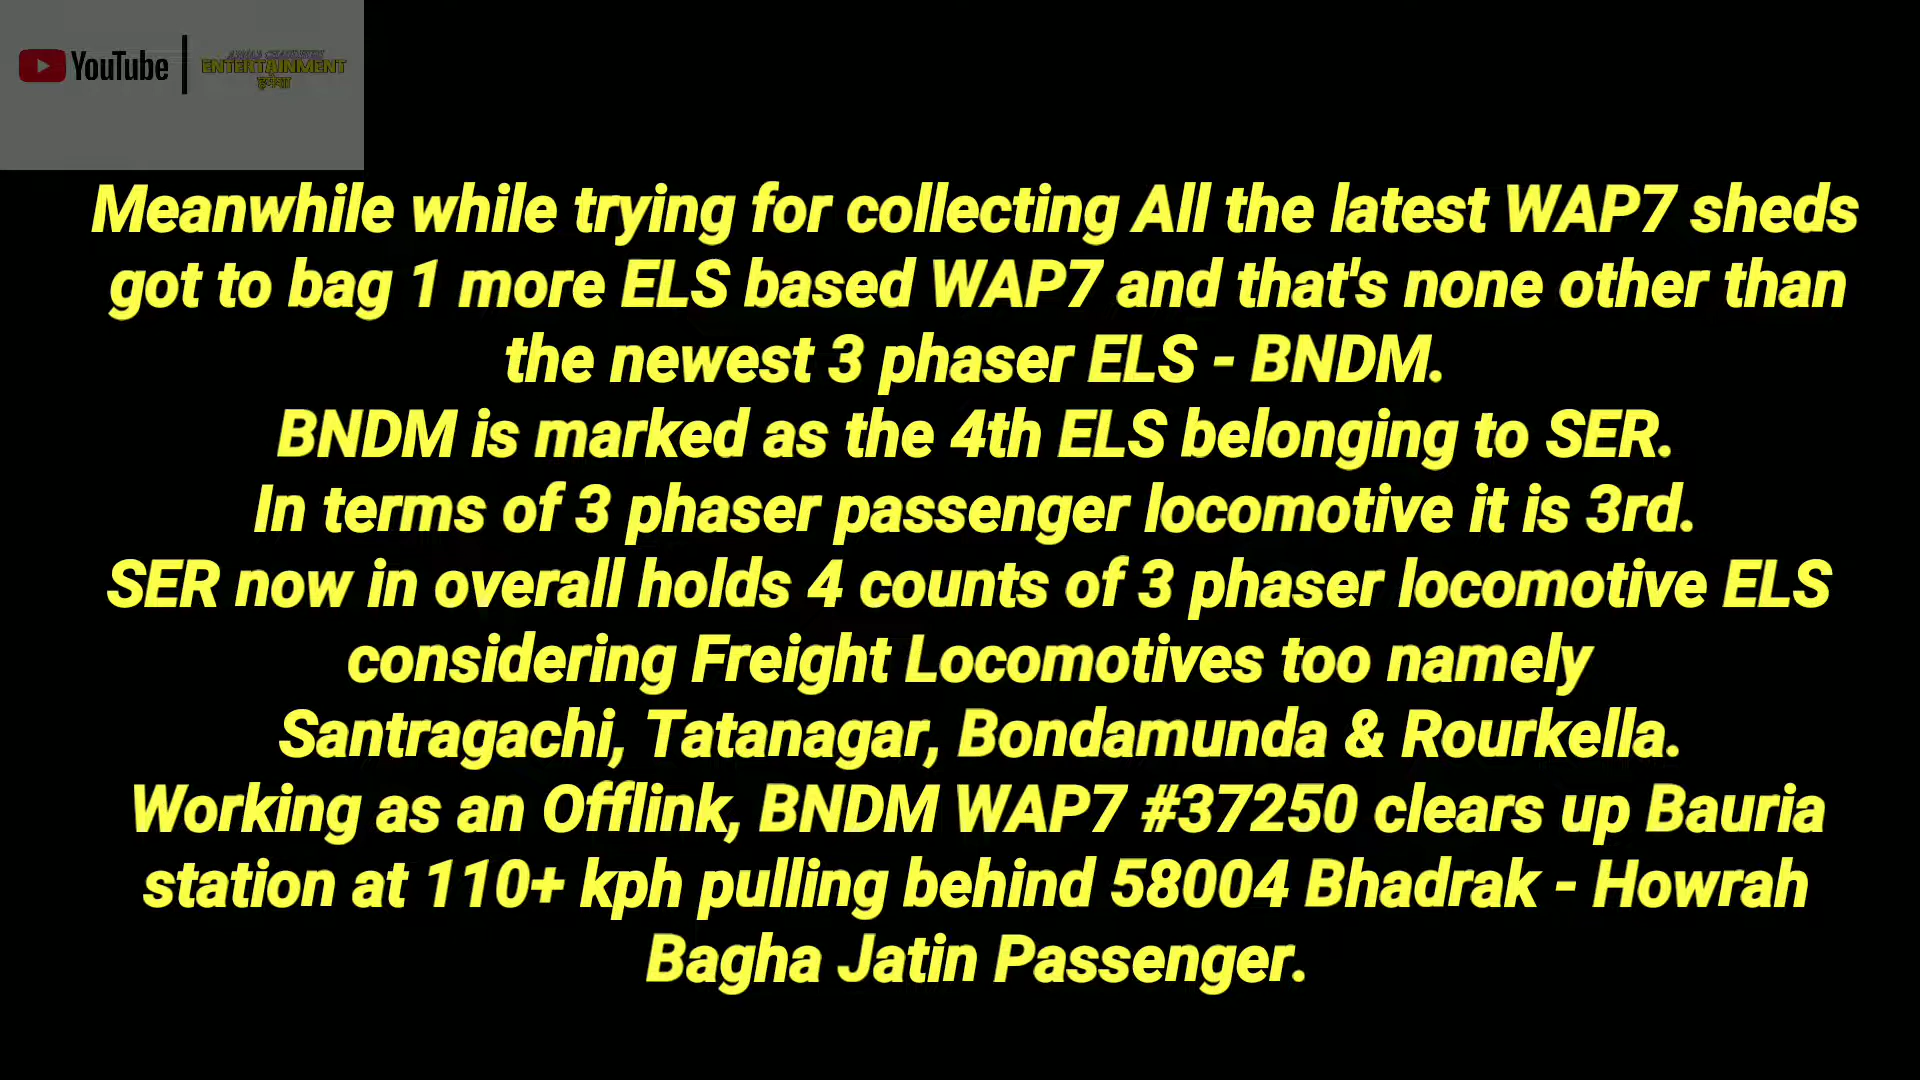 YouTube
ENTERTAINMENT
हमेशा
Meanwhile while trying for collecting All the latest WAP7 sheds
got to bag 1 more ELS based WAP7 and that's none other than
the newest 3 phaser ELS - BNDM.
BNDM is marked as the 4th ELS belonging to SER.
In terms of 3 phaser passenger locomotive it is 3rd.
SER now in overall holds 4 counts of 3 phaser locomotive ELS
considering Freight Locomotives too namely
Santragachi, Tatanagar, Bondamunda & Rourkella.
Working as an Offlink, BNDM WAP7 #37250 clears up Bauria
station at 110+ kph pulling behind 58004 Bhadrak - Howrah
Bagha Jatin Passenger.